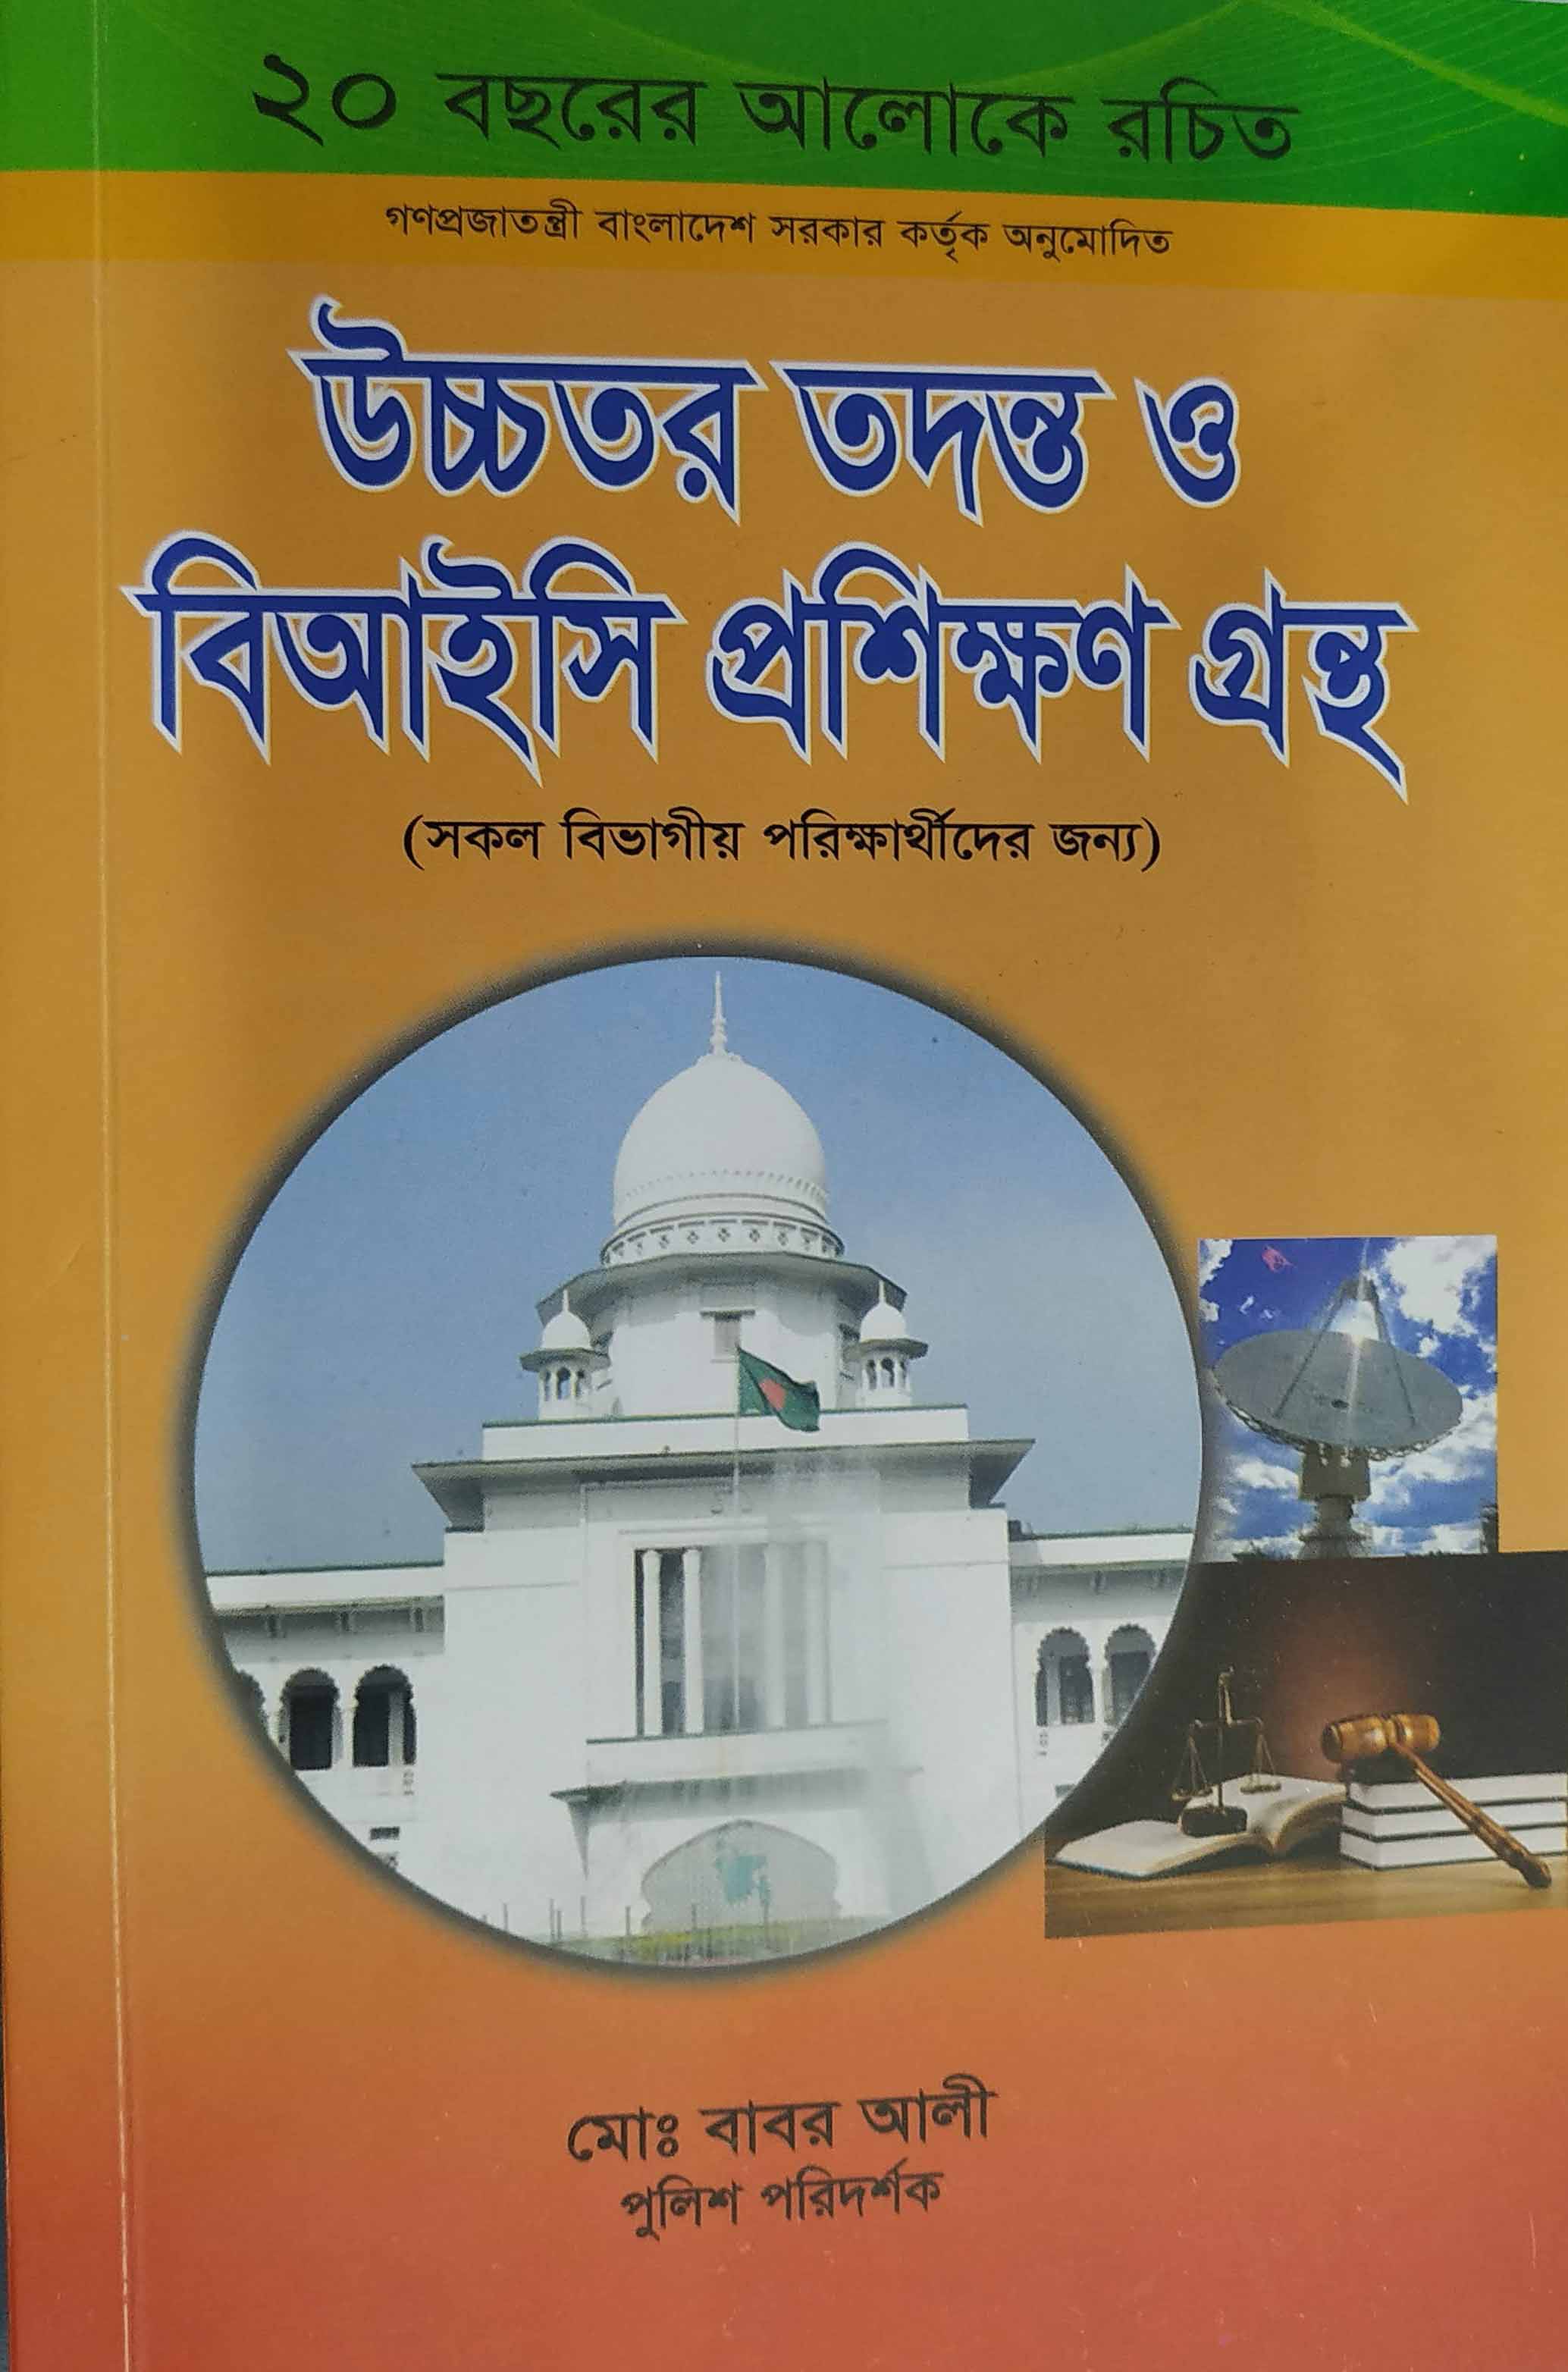 ২০ বছরের আলোকে রচিত
গণপ্রজাতন্ত্রী বাংলাদেশ সরকার কর্তৃক অনুমোদিত
উচ্চতর তদন্ত ও
বিআইসি প্রশিক্ষণ গ্রন্থ
(সকল বিভাগীয় পরিক্ষার্থীদের জন্য)
মোঃ বাবর আলী
পুলিশ পরিদর্শক